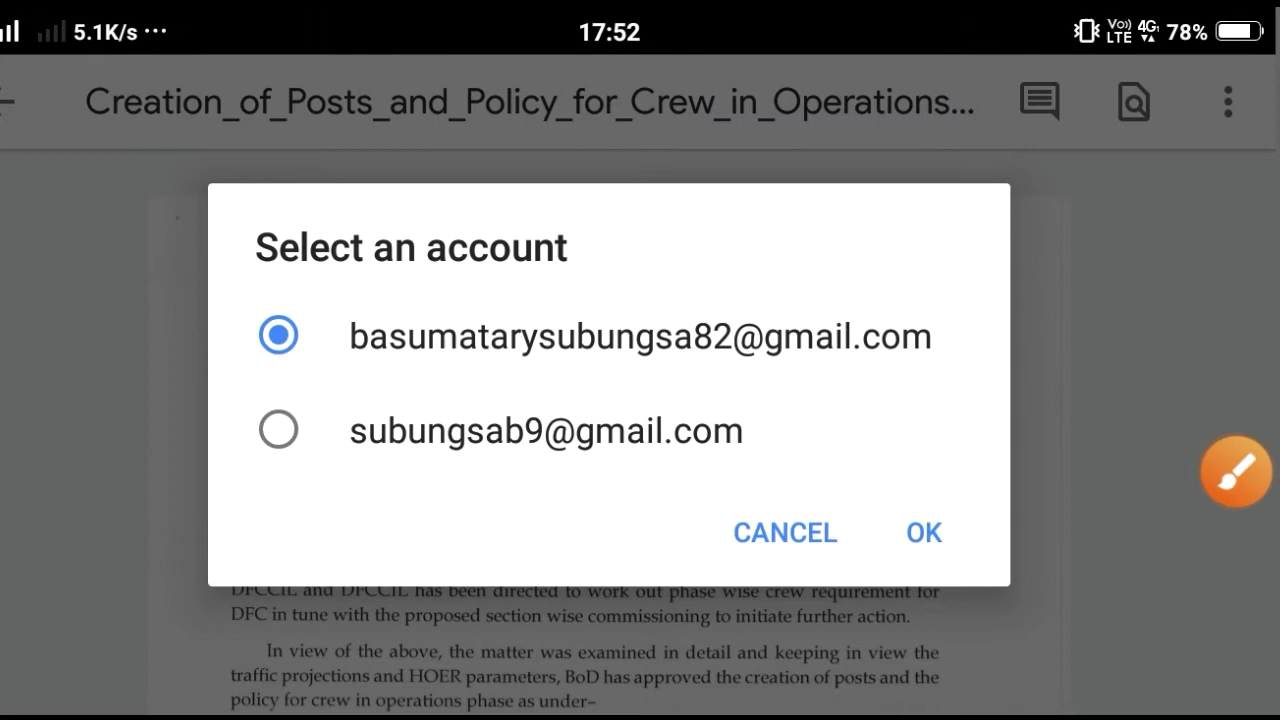 5.1K/s ... 17:52 Vo)) LTE 4G 78%
Creation_of_Posts_and_Policy_for_Crew_in_Operations...
Select an account
basumatarysubungsa82@gmail.com
subungsab9@gmail.com
CANCEL OK
DFCCIL and DFCCIL has been directed to work out phase wise crew requirement for
DFC in tune with the proposed section wise commissioning to initiate further action.
In view of the above, the matter was examined in detail and keeping in view the
traffic projections and HOER parameters, BoD has approved the creation of posts and the
policy for crew in operations phase as under–